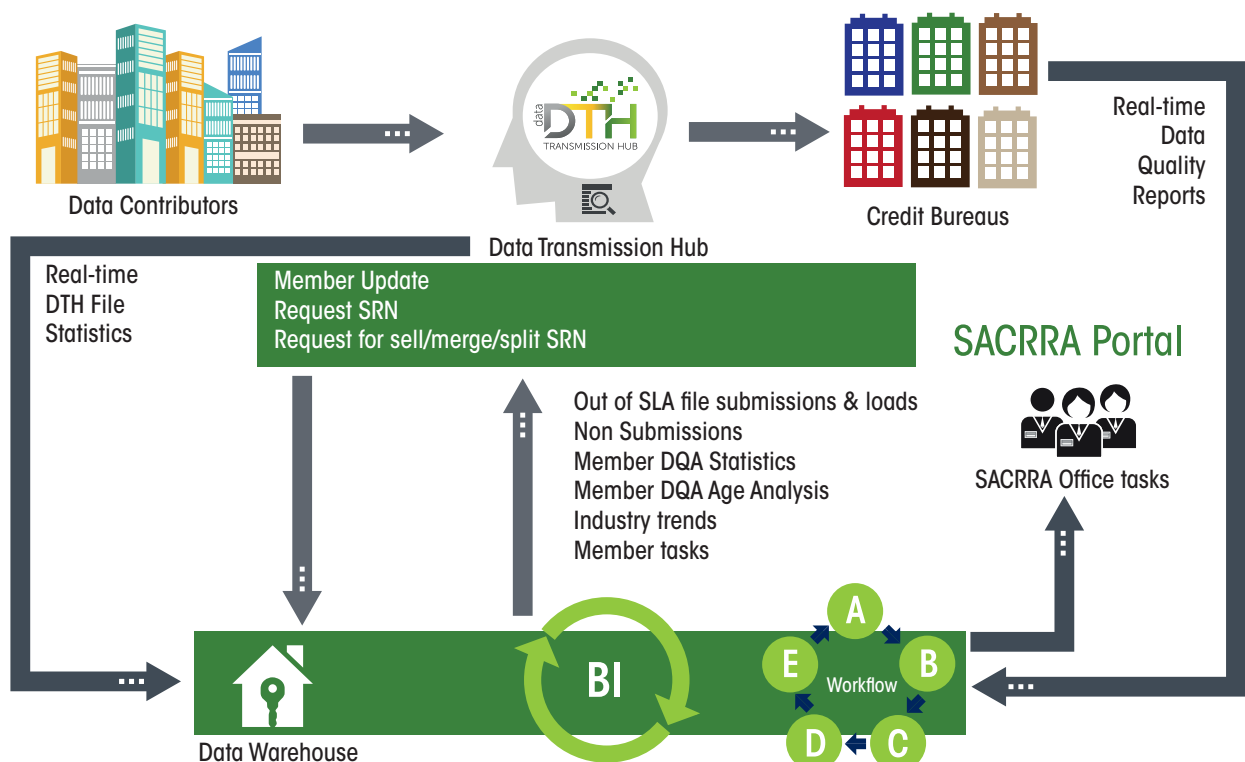 data
DTH
TRANSMISSION HUB
Data Contributors
Data Transmission Hub
Credit Bureaus
Real-time
Data
Quality
Reports
Real-time
DTH File
Statistics
Member Update
Request SRN
Request for sell/merge/split SRN
SACRRA Portal
Out of SLA file submissions & loads
Non Submissions
Member DQA Statistics
Member DQA Age Analysis
Industry trends
Member tasks
SACRRA Office tasks
Data Warehouse
BI
A
B
C
D
E
Workflow